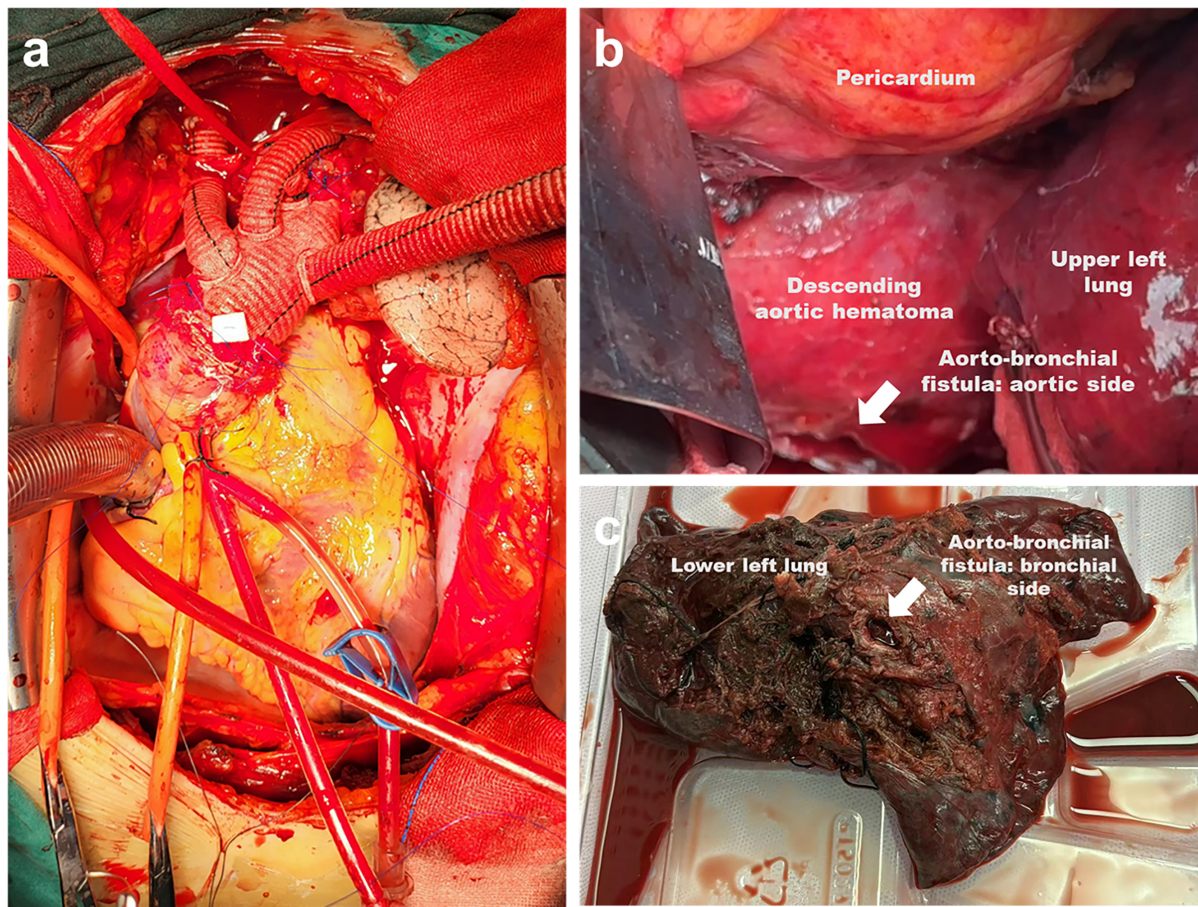 a
b
Pericardium
Descending
aortic hematoma
Upper left
lung
Aorto-bronchial
fistula: aortic side
c
Lower left lung
Aorto-bronchial
fistula: bronchial
side